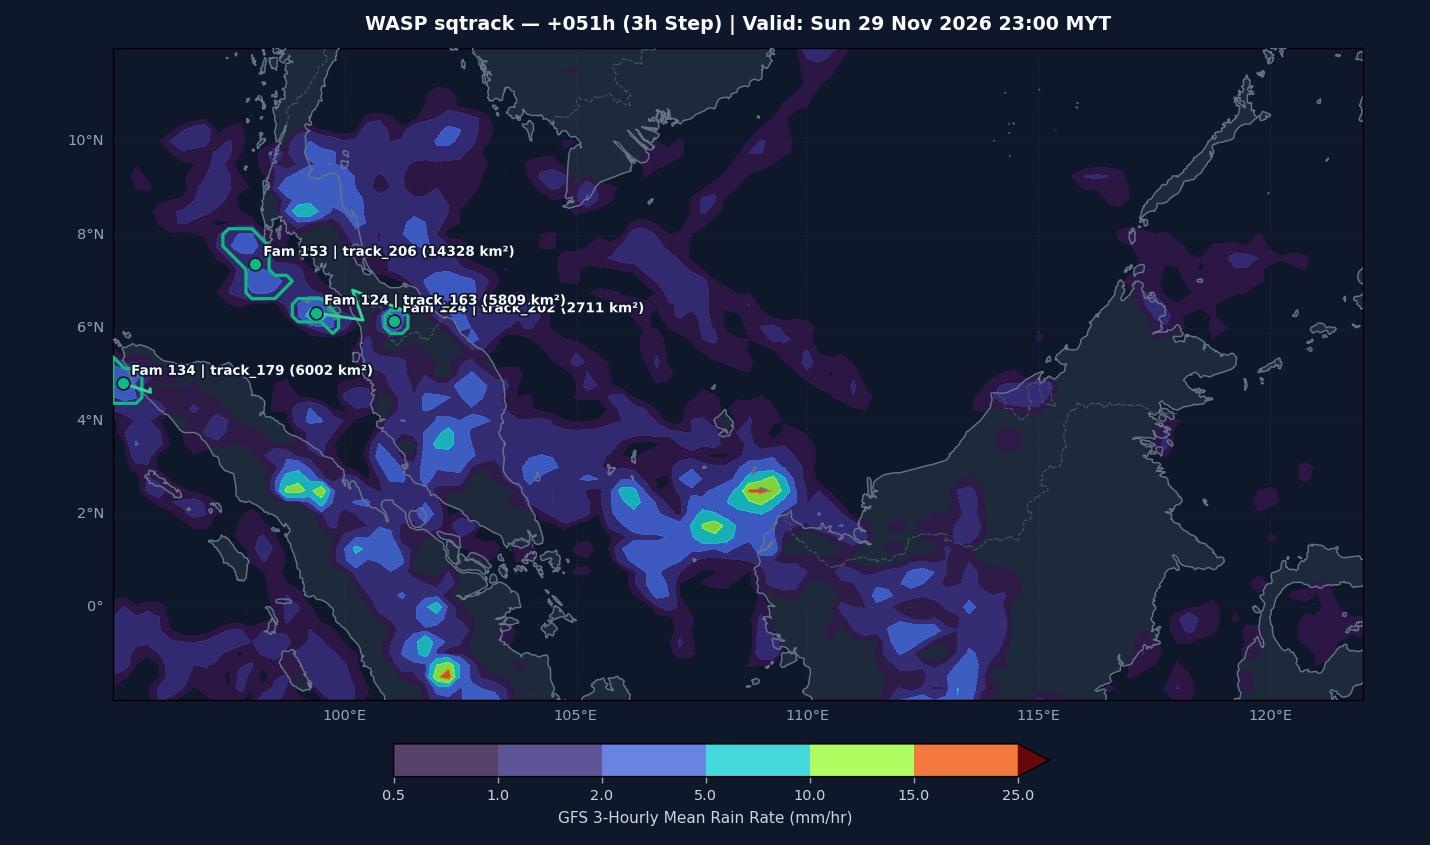 WASP sqtrack — +051h (3h Step) | Valid: Sun 29 Nov 2026 23:00 MYT
10°N
8°N
Fam 153 | track_206 (14328 km²)
Fam 124 | track_163 (5809 km²)
Fam 124 | track_202 (2711 km²)
6°N
Fam 134 | track_179 (6002 km²)
4°N
2°N
0°
100°E
105°E
110°E
115°E
120°E
0.5
1.0
2.0
5.0
10.0
15.0
25.0
GFS 3-Hourly Mean Rain Rate (mm/hr)